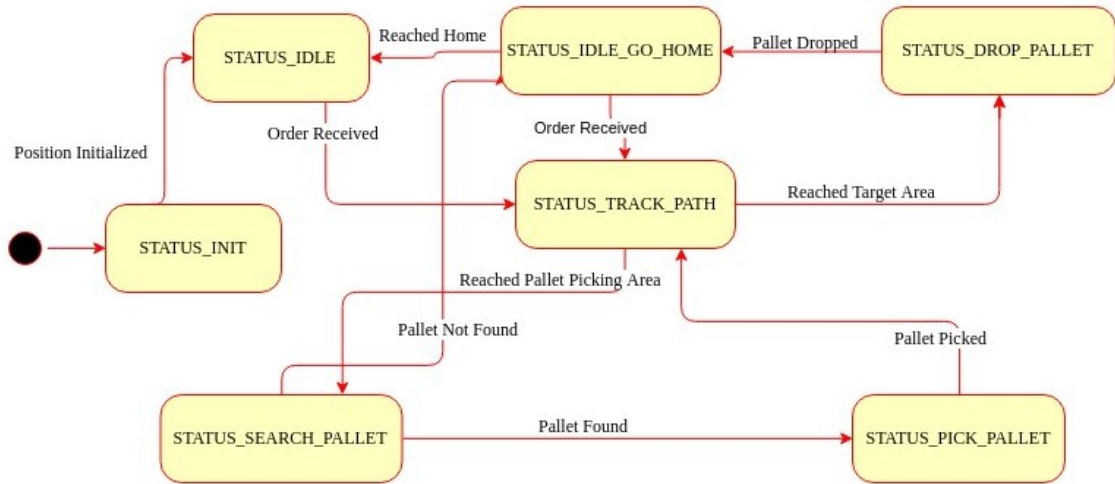 Reached Home
Pallet Dropped
STATUS_IDLE
STATUS_IDLE_GO_HOME
STATUS_DROP_PALLET
Order Received
Order Received
Position Initialized
Reached Target Area
STATUS_TRACK_PATH
STATUS_INIT
Reached Pallet Picking Area
Pallet Not Found
Pallet Picked
Pallet Found
STATUS_SEARCH_PALLET
STATUS_PICK_PALLET